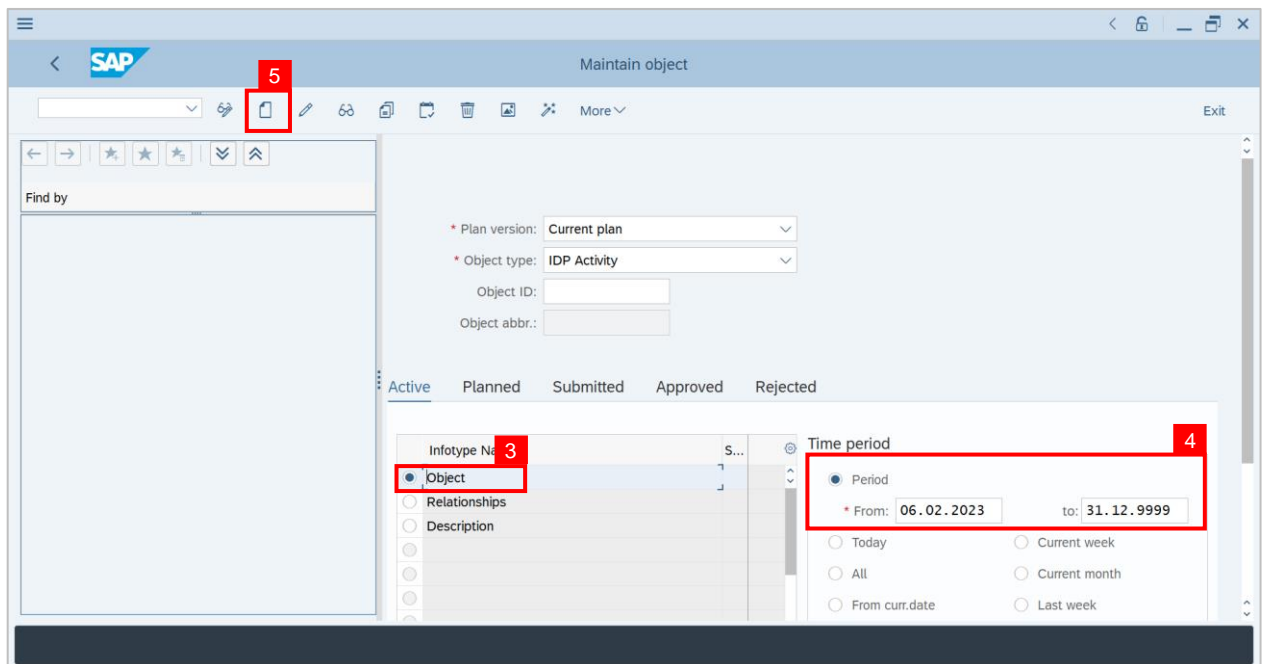 SAP
Maintain object
5
More
Exit
Find by
* Plan version: Current plan
* Object type: IDP Activity
Object ID:
Object abbr.:
Active Planned Submitted Approved Rejected
Infotype Na 3 S... Time period 4
Object
Relationships
Description
Period
* From: 06.02.2023 to: 31.12.9999
Today Current week
All Current month
From curr.date Last week